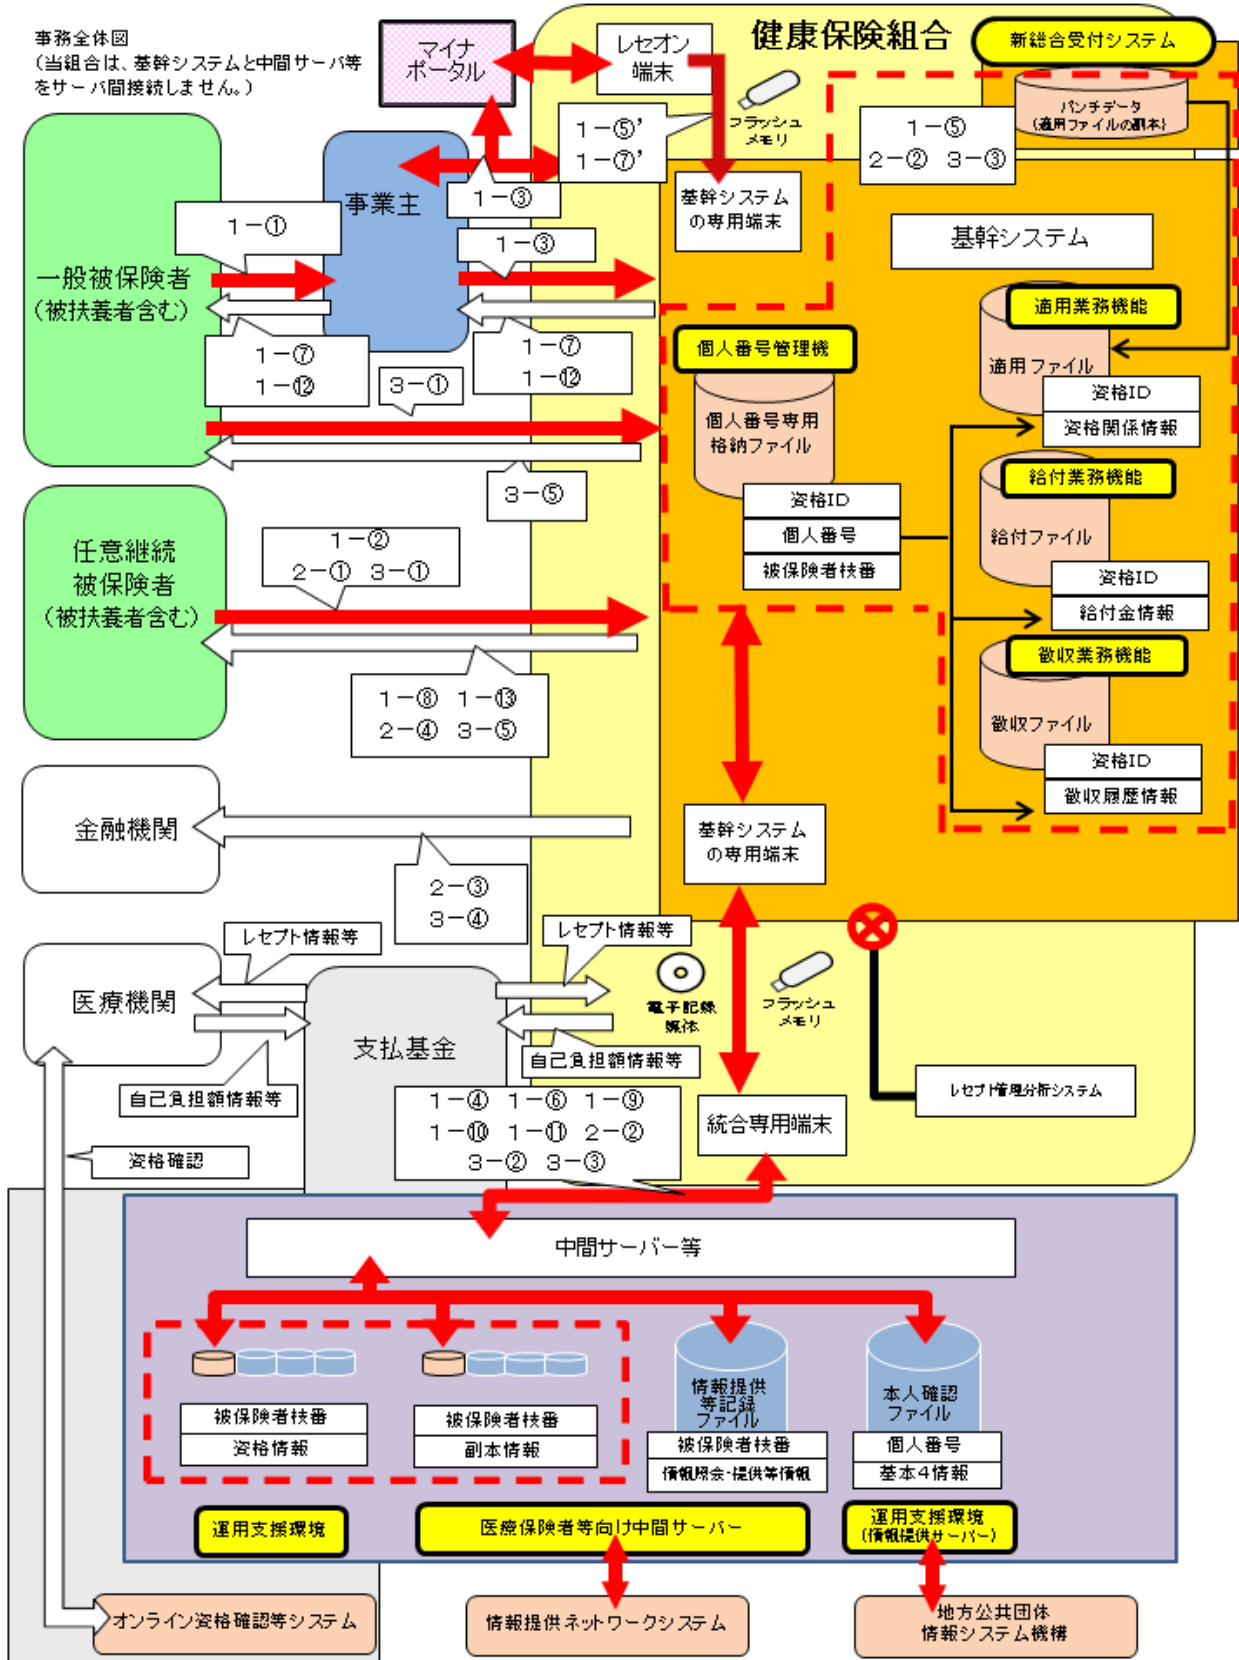 事務全体図
(当組合は、基幹システムと中間サーバ等
をサーバ間接続しません。)
マイナ
ポータル
レセオン
端末
健康保険組合
新総合受付システム
パンチデータ
(適用ファイルの副本)
フラッシュ
メモリ
1－⑤’
1－⑦’
1－⑤
2－② 3－③
事業主
1－③
1－①
1－③
基幹システム
の専用端末
基幹システム
一般被保険者
(被扶養者含む)
適用業務機能
適用ファイル
資格ID
資格関係情報
1－⑦
1－⑫
1－⑦
1－⑫
3－①
個人番号管理機
個人番号専用
格納ファイル
資格ID
個人番号
被保険者枝番
3－⑤
給付業務機能
給付ファイル
資格ID
給付金情報
任意継続
被保険者
(被扶養者含む)
1－②
2－① 3－①
徴収業務機能
徴収ファイル
資格ID
徴収履歴情報
1－⑧ 1－⑬
2－④ 3－⑤
金融機関
2－③
3－④
基幹システム
の専用端末
レセプト情報等
レセプト情報等
医療機関
支払基金
電子記録
媒体
フラッシュ
メモリ
自己負担額情報等
自己負担額情報等
レセプト管理分析システム
1－④ 1－⑥ 1－⑨
1－⑩ 1－⑪ 2－②
3－② 3－③
統合専用端末
資格確認
中間サーバー等
被保険者枝番
資格情報
被保険者枝番
副本情報
情報提供
等記録
ファイル
被保険者枝番
情報照会・提供等情報
本人確認
ファイル
個人番号
基本4情報
運用支援環境
医療保険者等向け中間サーバー
運用支援環境
(情報提供サーバー)
オンライン資格確認等システム
情報提供ネットワークシステム
地方公共団体
情報システム機構